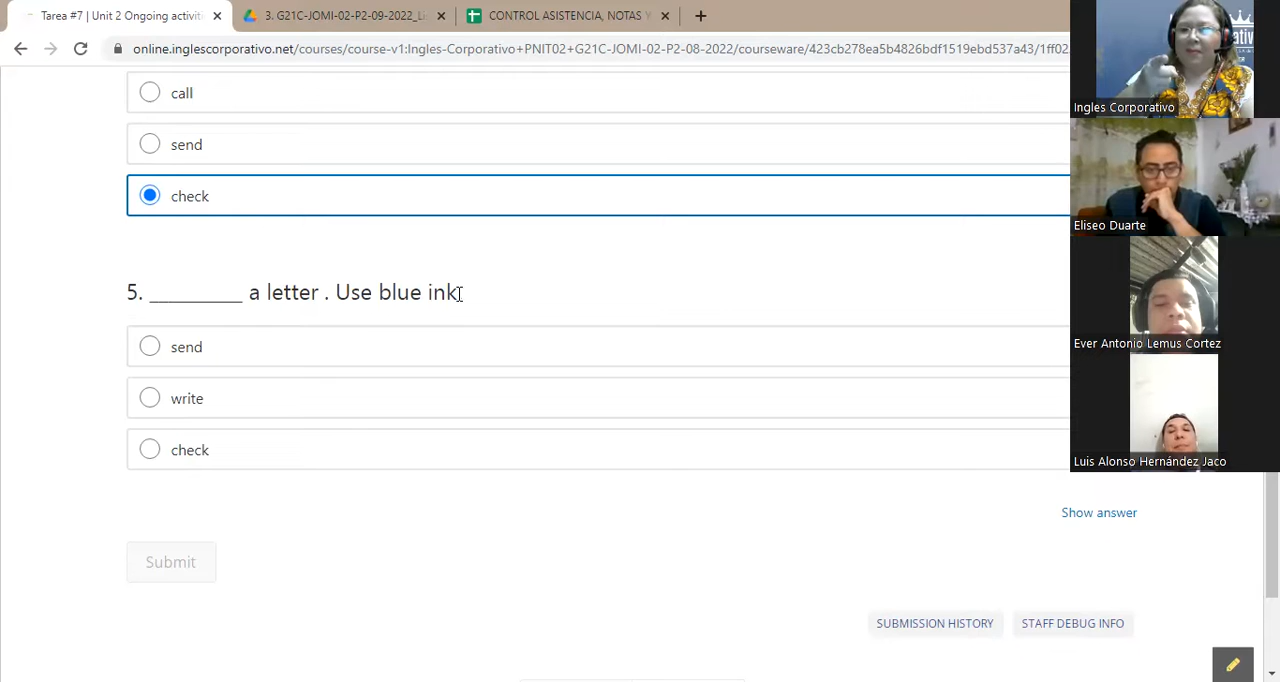 Tarea #7 | Unit 2 Ongoing activiti
3. G21C-JOMI-02-P2-09-2022_Li
CONTROL ASISTENCIA, NOTAS Y
online.inglescorporativo.net/courses/course-v1:Ingles-Corporativo+PNIT02+G21C-JOMI-02-P2-08-2022/courseware/423cb278ea5b4826bdf1519ebd537a43/1ff02
call
send
check
5. _________ a letter . Use blue ink
send
write
check
Show answer
Submit
SUBMISSION HISTORY
STAFF DEBUG INFO
Ingles Corporativo
Eliseo Duarte
Ever Antonio Lemus Cortez
Luis Alonso Hernández Jaco